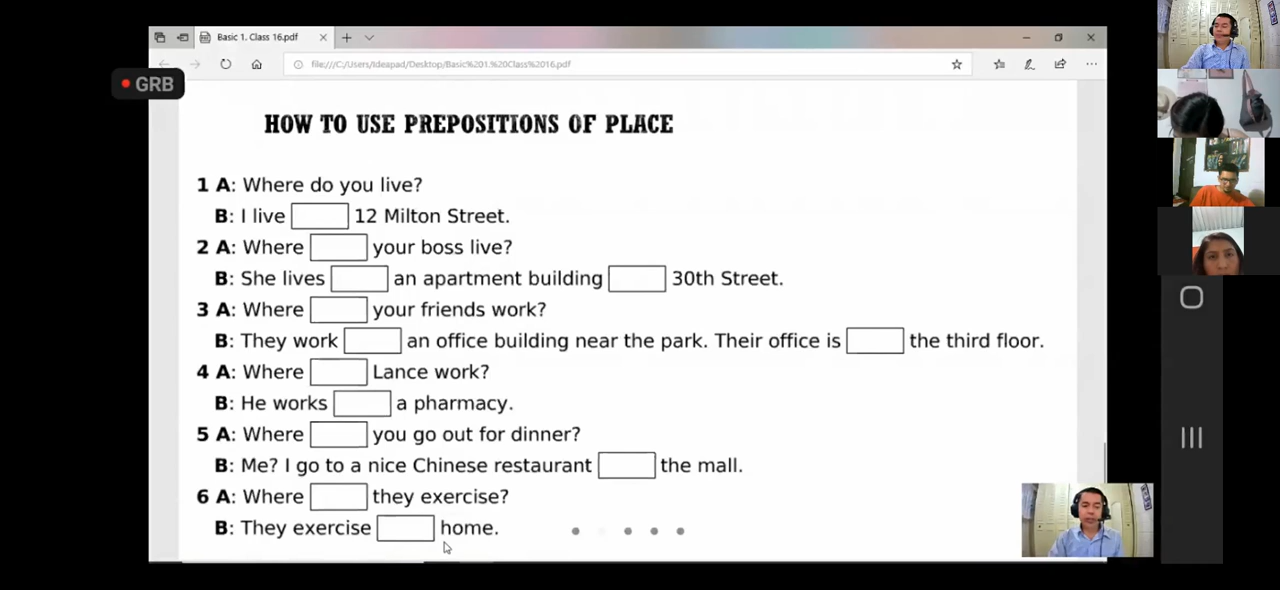 Basic 1. Class 16.pdf
file:///C:/Users/Ideapad/Desktop/Basic%201.%20Class%2016.pdf
GRB
HOW TO USE PREPOSITIONS OF PLACE
1 A: Where do you live?
B: I live 12 Milton Street.
2 A: Where your boss live?
B: She lives an apartment building 30th Street.
3 A: Where your friends work?
B: They work an office building near the park. Their office is the third floor.
4 A: Where Lance work?
B: He works a pharmacy.
5 A: Where you go out for dinner?
B: Me? I go to a nice Chinese restaurant the mall.
6 A: Where they exercise?
B: They exercise home.